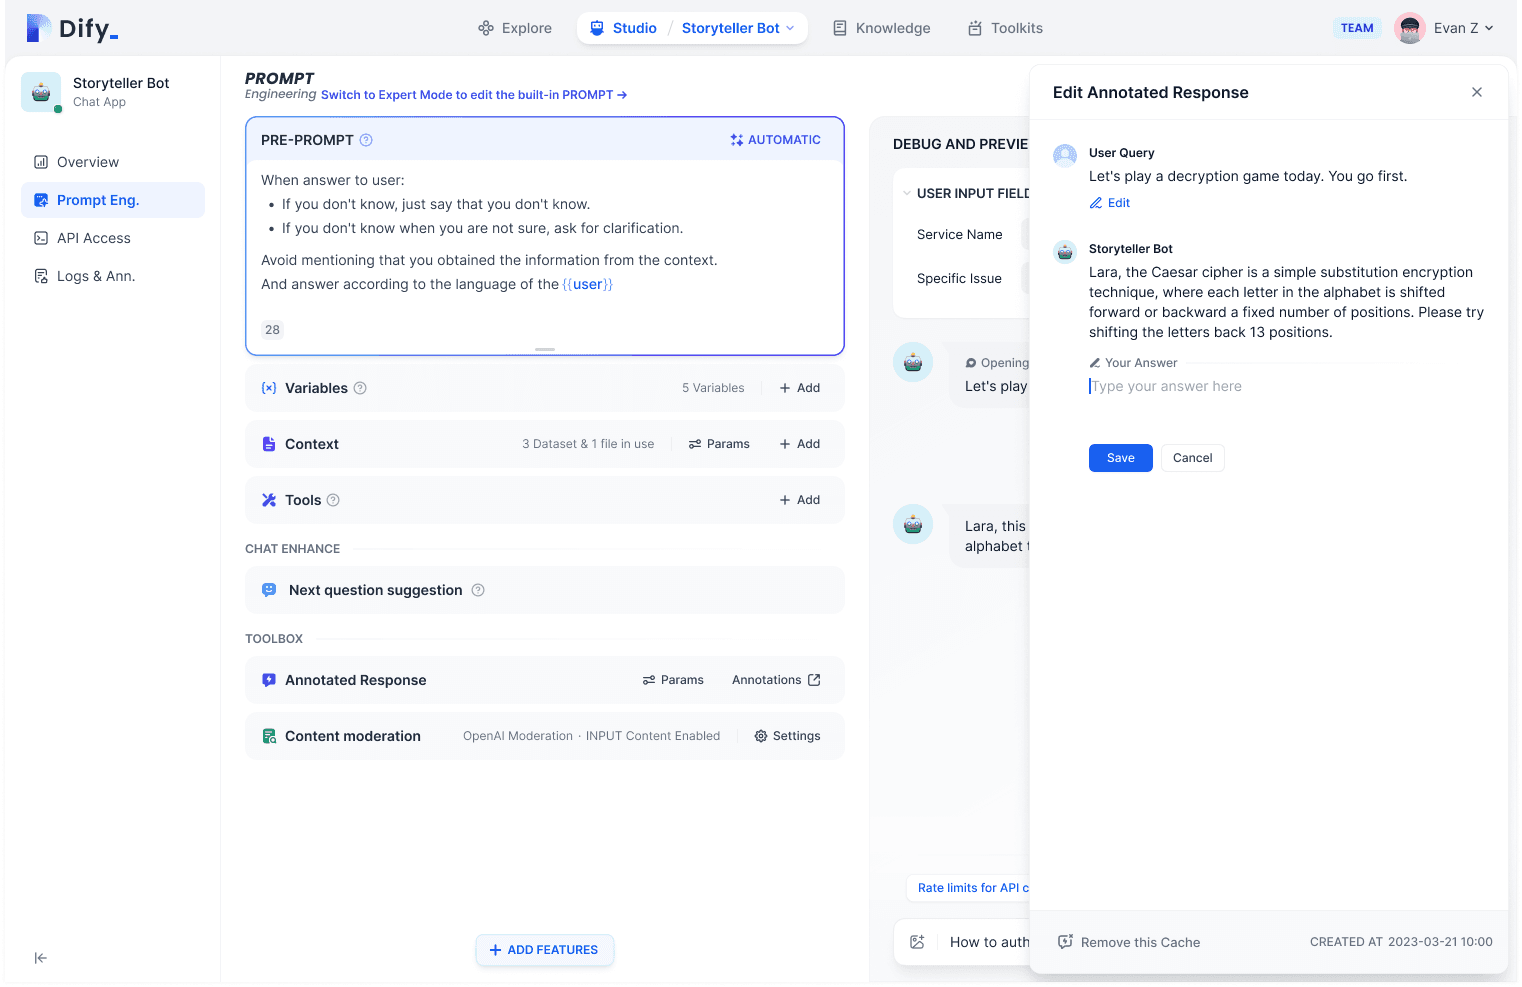 Dify_
Explore
Studio / Storyteller Bot
Knowledge
Toolkits
TEAM
Evan Z
Storyteller Bot
Chat App
Overview
Prompt Eng.
API Access
Logs & Ann.
PROMPT
Engineering Switch to Expert Mode to edit the built-in PROMPT →
PRE-PROMPT
AUTOMATIC
When answer to user:
• If you don't know, just say that you don't know.
• If you don't know when you are not sure, ask for clarification.
Avoid mentioning that you obtained the information from the context.
And answer according to the language of the {{user}}
28
Variables
5 Variables
+ Add
Context
3 Dataset & 1 file in use
Params
+ Add
Tools
+ Add
CHAT ENHANCE
Next question suggestion
TOOLBOX
Annotated Response
Params
Annotations
Content moderation
OpenAI Moderation · INPUT Content Enabled
Settings
+ ADD FEATURES
DEBUG AND PREVIE
USER INPUT FIELD
Service Name
Specific Issue
Opening
Let's play
Lara, this
alphabet
Rate limits for API c
How to auth
Edit Annotated Response
User Query
Let's play a decryption game today. You go first.
Edit
Storyteller Bot
Lara, the Caesar cipher is a simple substitution encryption
technique, where each letter in the alphabet is shifted
forward or backward a fixed number of positions. Please try
shifting the letters back 13 positions.
Your Answer
Type your answer here
Save
Cancel
Remove this Cache
CREATED AT 2023-03-21 10:00